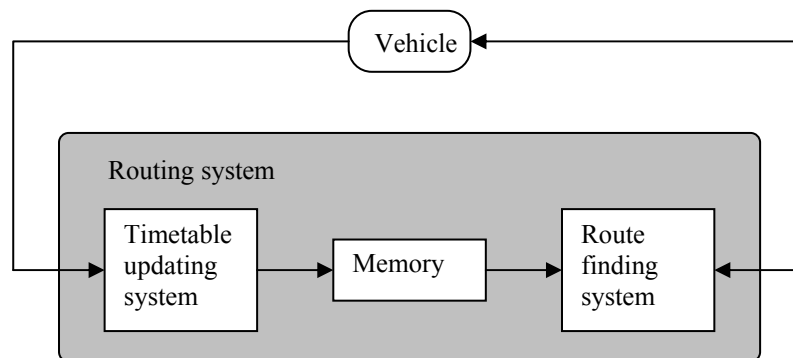 Vehicle
Routing system
Timetable
updating
system
Memory
Route
finding
system